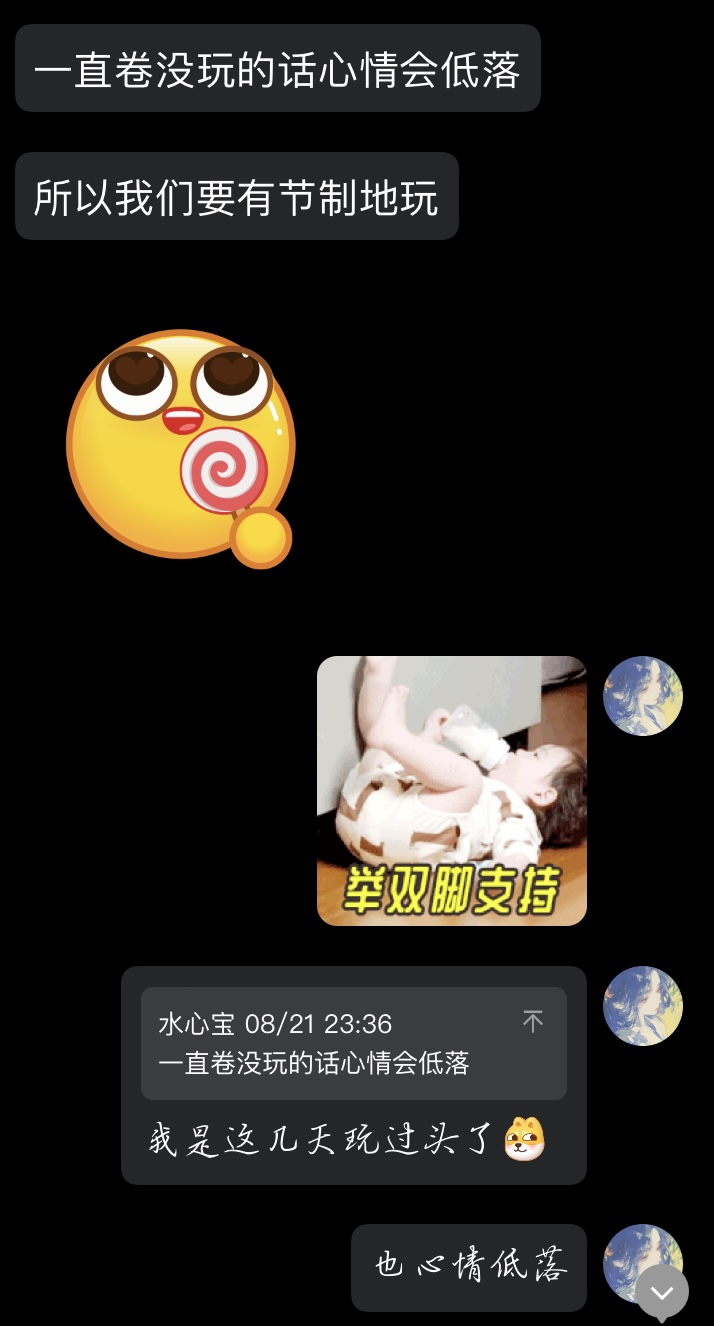 一直卷没玩的话心情会低落
所以我们要有节制地玩
举双脚支持
水心宝 08/21 23:36
一直卷没玩的话心情会低落
我是这几天玩过头了
也心情低落